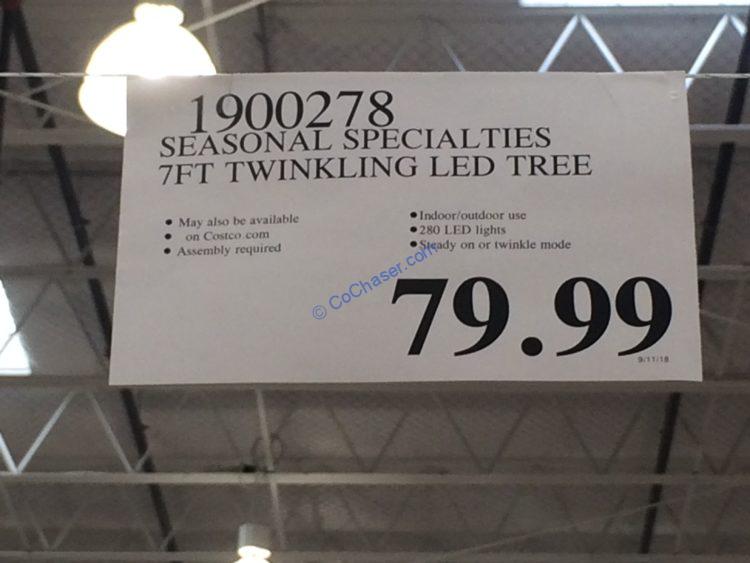 1900278
SEASONAL SPECIALTIES
7FT TWINKLING LED TREE
• May also be available
• on Costco.com
• Assembly required
• Indoor/outdoor use
• 280 LED lights
• Steady on or twinkle mode
© CoChaser.com
79.99
9/11/18